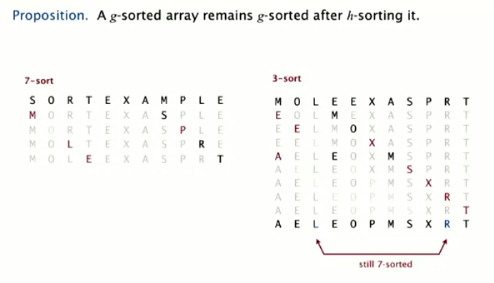 Proposition. A g-sorted array remains g-sorted after h-sorting it.
7-sort
S O R T E X A M P L E
M O R T E X A S P L E
M O R T E X A S P L E
M O L T E X A S P R E
M O L E E X A S P R T
3-sort
M O L E E X A S P R T
E O L M E X A S P R T
E E L M O X A S P R T
E E L M O X A S P R T
A E L E O X M S P R T
A E L E O X M S P R T
A E L E O P M S X R T
A E L E O P M S X R T
A E L E O P M S X R T
A E L E O P M S X R T
still 7-sorted